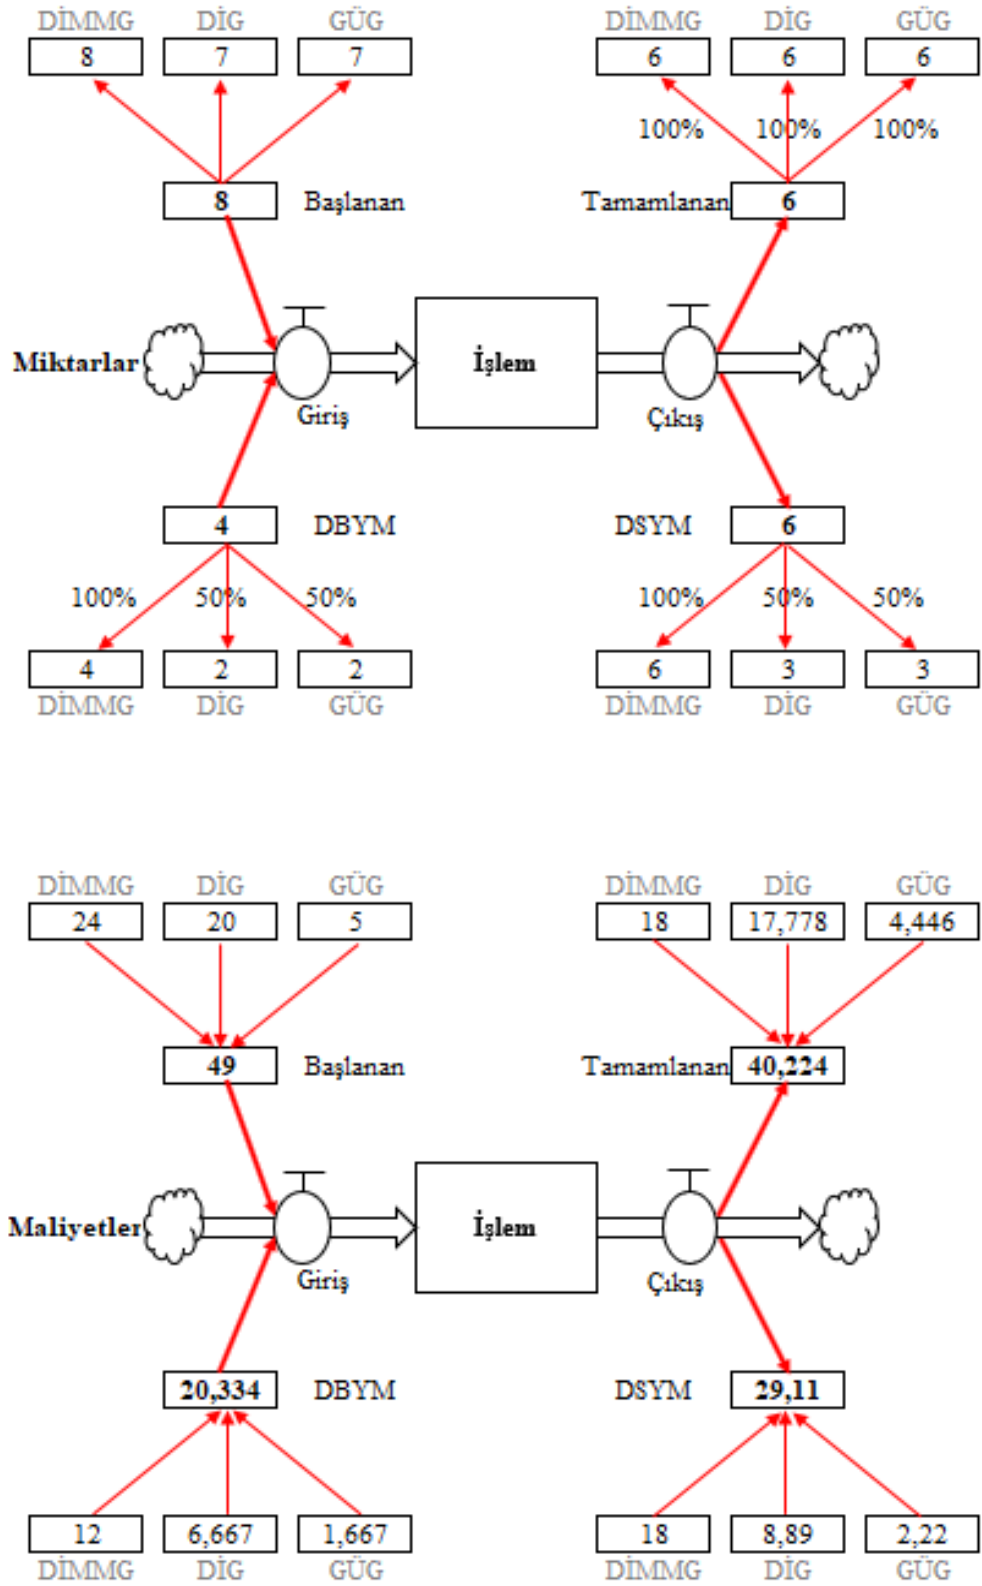 DİMMG DİG GÜG DİMMG DİG GÜG
8 7 7 6 6 6
100% 100% 100%
8 Başlanan Tamamlanan 6
Miktarlar İşlem
Giriş Çıkış
4 DBYM DSYM 6
100% 50% 50% 100% 50% 50%
4 2 2 6 3 3
DİMMG DİG GÜG DİMMG DİG GÜG
DİMMG DİG GÜG DİMMG DİG GÜG
24 20 5 18 17,778 4,446
49 Başlanan Tamamlanan 40,224
Maliyetler İşlem
Giriş Çıkış
20,334 DBYM DSYM 29,11
12 6,667 1,667 18 8,89 2,22
DİMMG DİG GÜG DİMMG DİG GÜG